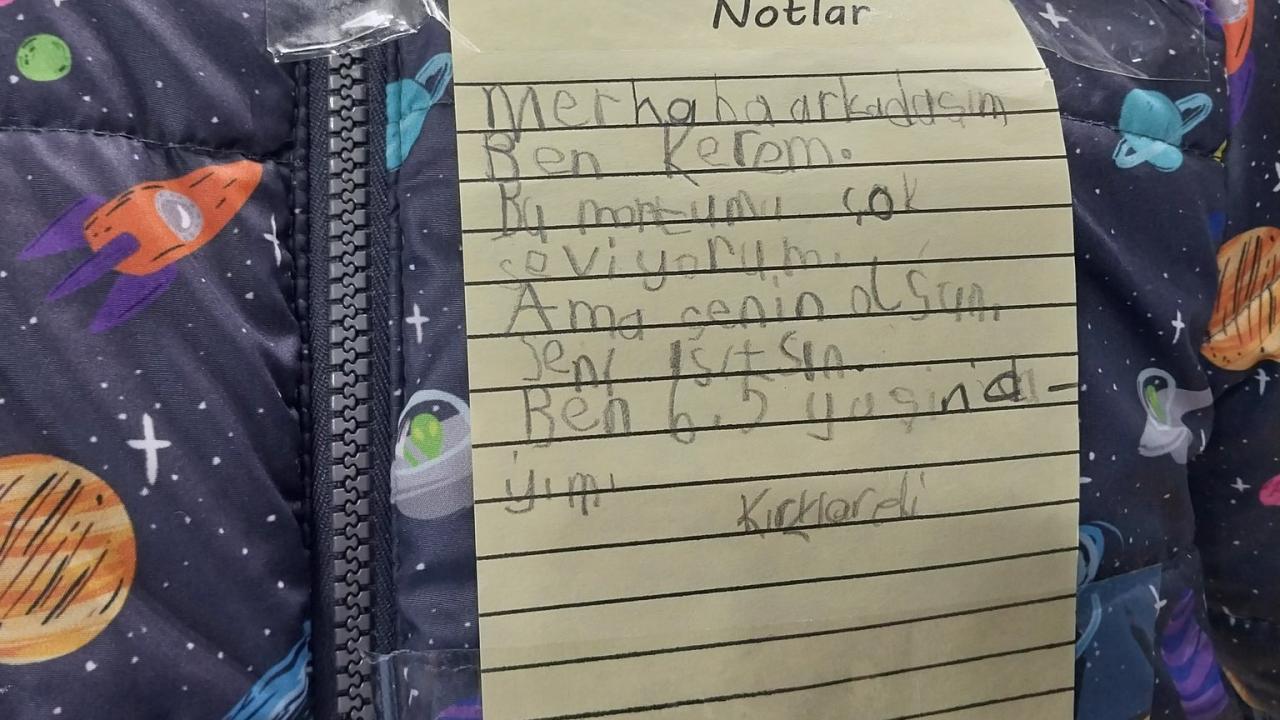 Notlar
Merhaba arkadaşım
Ben Kerem.
Bu montumu çok
seviyorum.
Ama senin olsun.
Seni ısıtsın.
Ben 6,5 yaşınd-
yım
Kırklareli